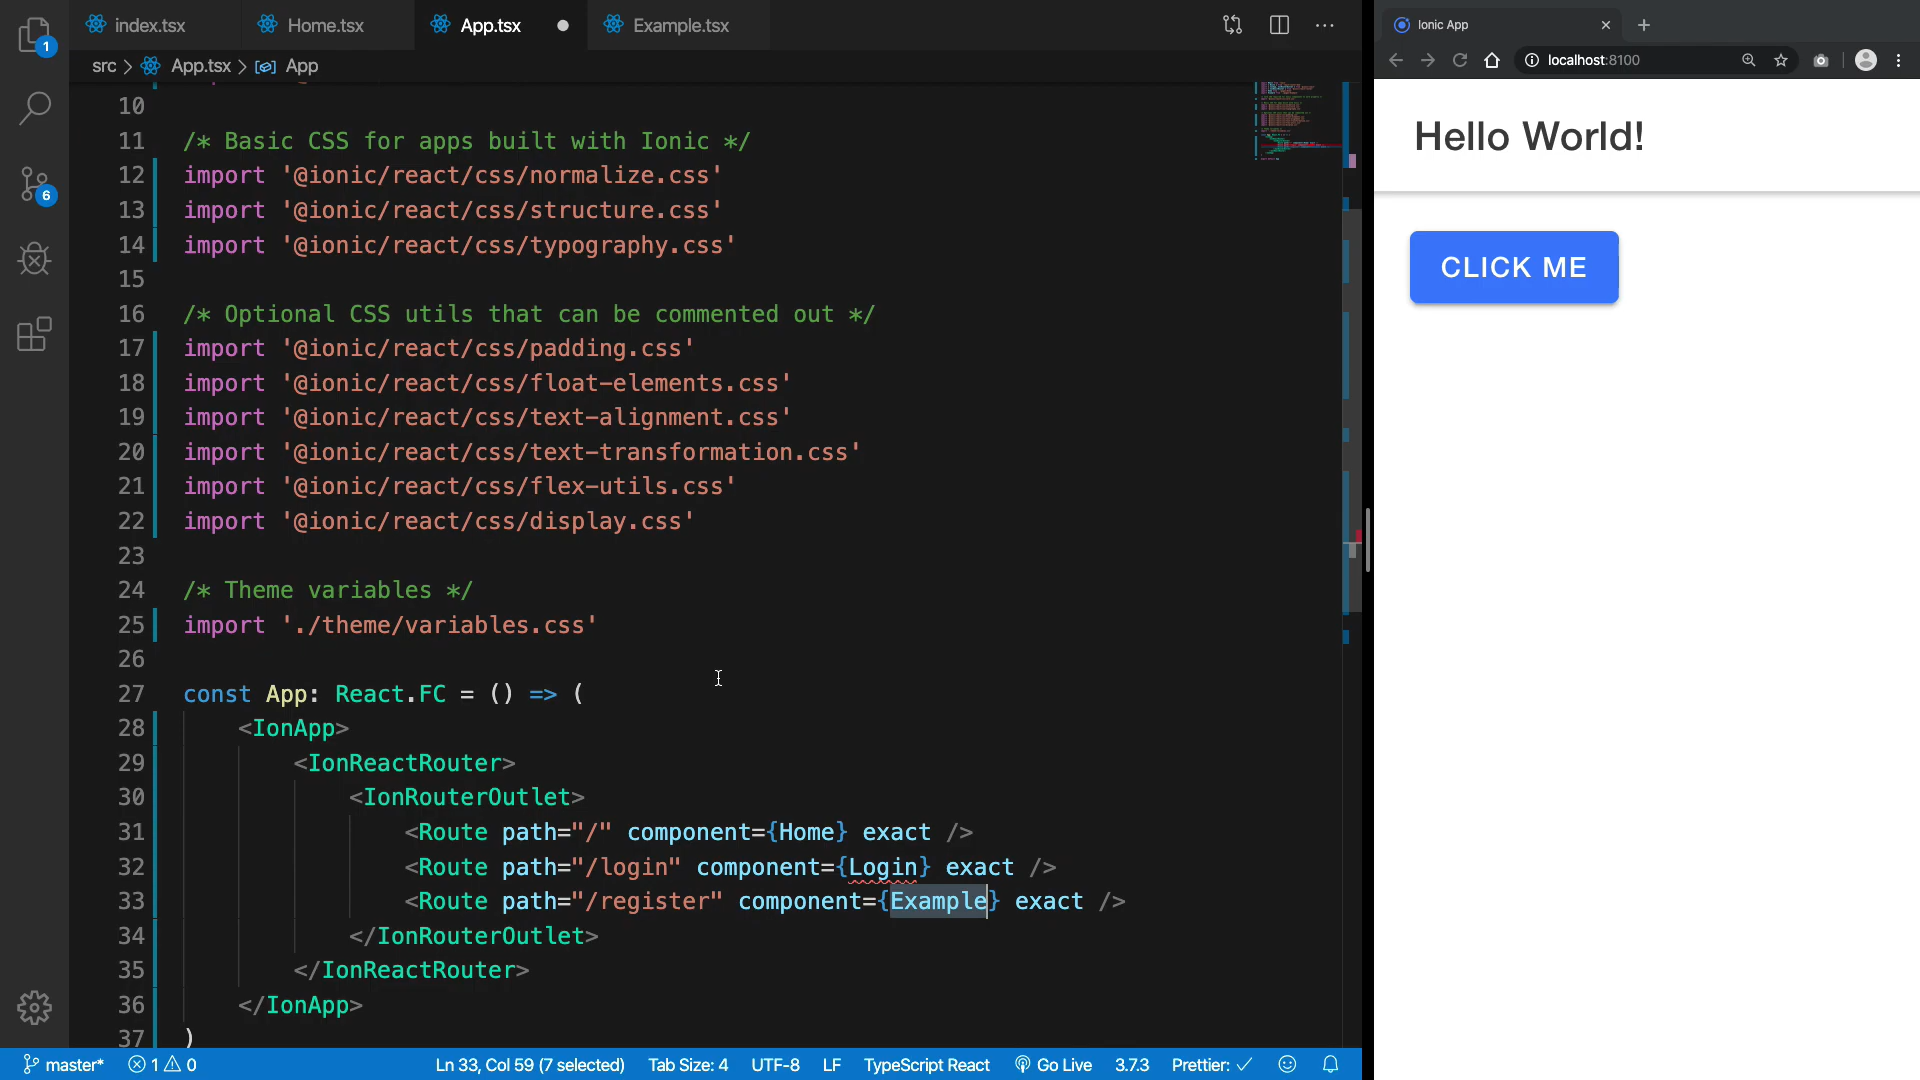 1
6
index.tsx
Home.tsx
App.tsx
Example.tsx
src > App.tsx > App
10
11 /* Basic CSS for apps built with Ionic */
12 import '@ionic/react/css/normalize.css'
13 import '@ionic/react/css/structure.css'
14 import '@ionic/react/css/typography.css'
15
16 /* Optional CSS utils that can be commented out */
17 import '@ionic/react/css/padding.css'
18 import '@ionic/react/css/float-elements.css'
19 import '@ionic/react/css/text-alignment.css'
20 import '@ionic/react/css/text-transformation.css'
21 import '@ionic/react/css/flex-utils.css'
22 import '@ionic/react/css/display.css'
23
24 /* Theme variables */
25 import './theme/variables.css'
26
27 const App: React.FC = () => (
28 <IonApp>
29 <IonReactRouter>
30 <IonRouterOutlet>
31 <Route path="/" component={Home} exact />
32 <Route path="/login" component={Login} exact />
33 <Route path="/register" component={Example} exact />
34 </IonRouterOutlet>
35 </IonReactRouter>
36 </IonApp>
37 )
master* 1 0 Ln 33, Col 59 (7 selected) Tab Size: 4 UTF-8 LF TypeScript React Go Live 3.7.3 Prettier: ✓
Ionic App
localhost:8100
Hello World!
CLICK ME